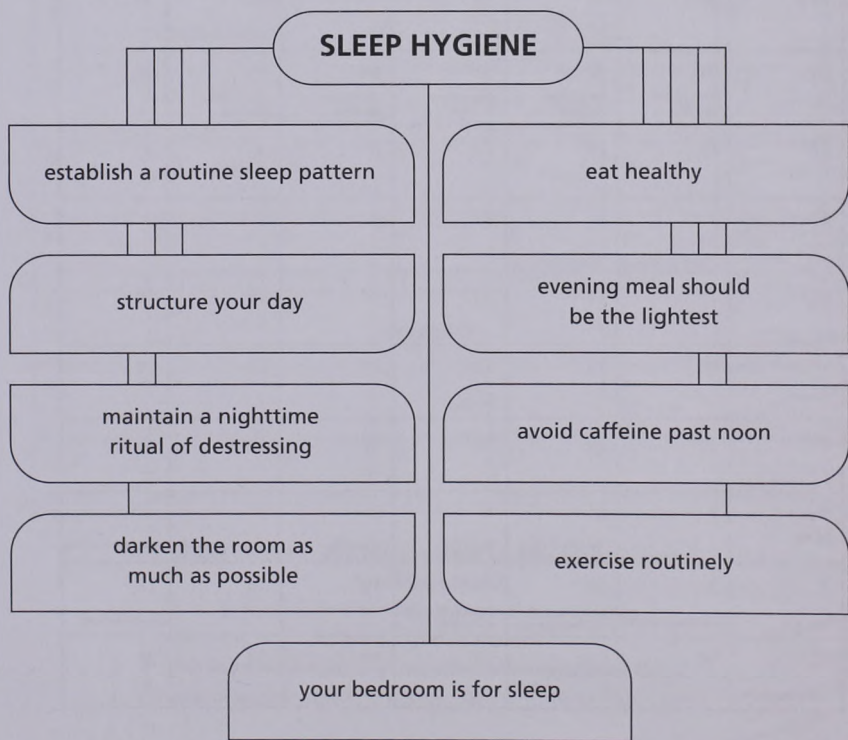 SLEEP HYGIENE
establish a routine sleep pattern
structure your day
maintain a nighttime
ritual of destressing
darken the room as
much as possible
eat healthy
evening meal should
be the lightest
avoid caffeine past noon
exercise routinely
your bedroom is for sleep